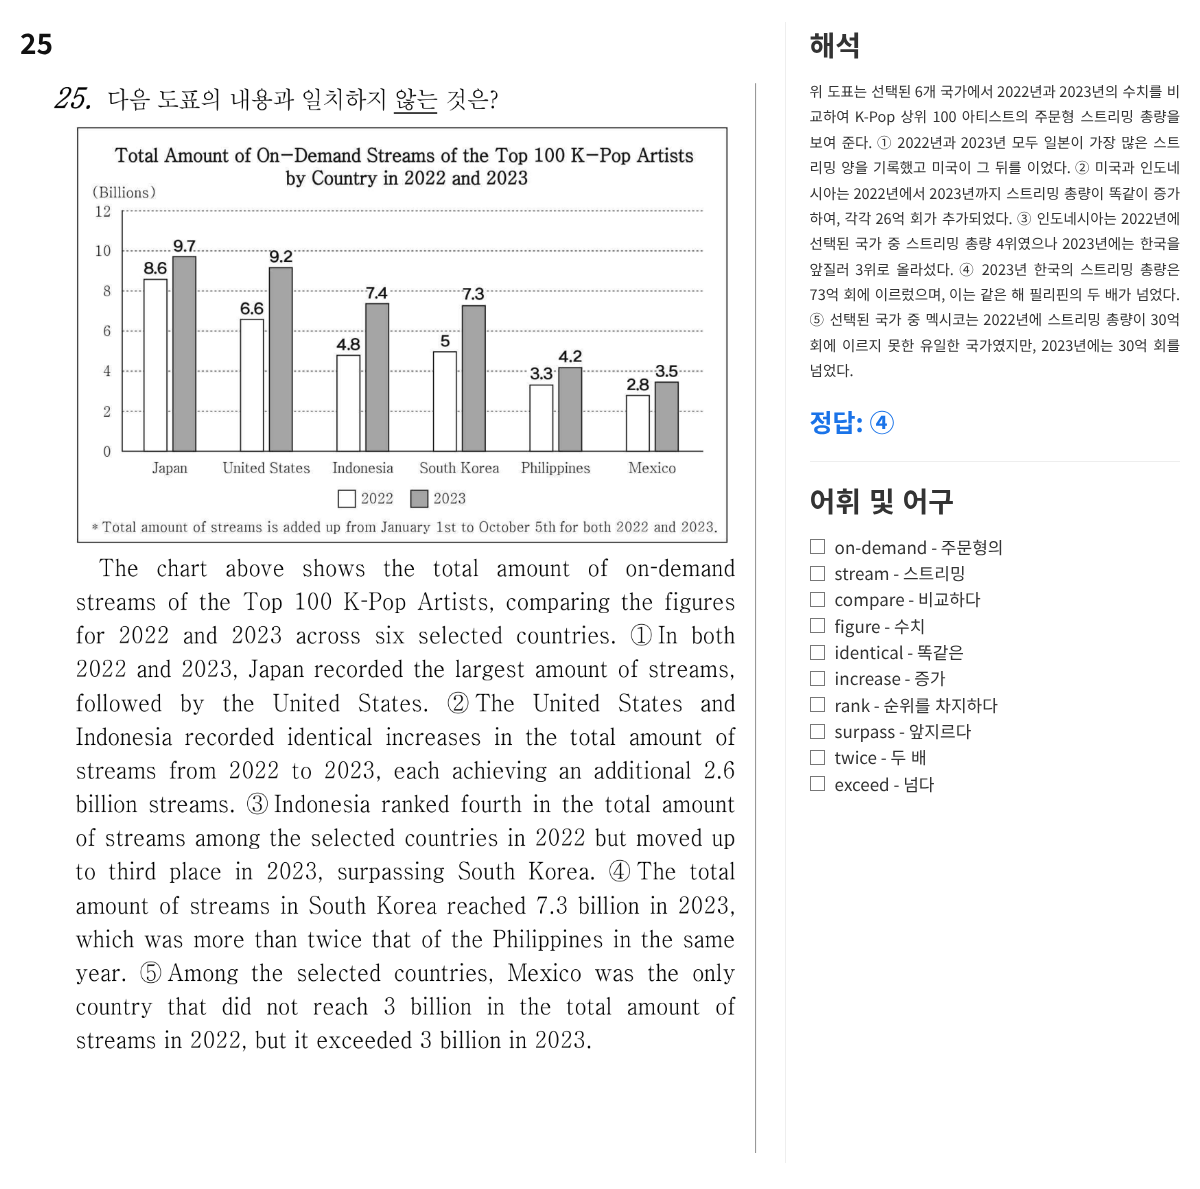 25
25. 다음 도표의 내용과 일치하지 않는 것은?
Total Amount of On-Demand Streams of the Top 100 K-Pop Artists
by Country in 2022 and 2023
(Billions)
12
10
8
6
4
2
0
8.6 9.7
6.6 9.2
4.8 7.4
5 7.3
3.3 4.2
2.8 3.5
Japan United States Indonesia South Korea Philippines Mexico
2022 2023
* Total amount of streams is added up from January 1st to October 5th for both 2022 and 2023.
The chart above shows the total amount of on-demand
streams of the Top 100 K-Pop Artists, comparing the figures
for 2022 and 2023 across six selected countries. ① In both
2022 and 2023, Japan recorded the largest amount of streams,
followed by the United States. ② The United States and
Indonesia recorded identical increases in the total amount of
streams from 2022 to 2023, each achieving an additional 2.6
billion streams. ③ Indonesia ranked fourth in the total amount
of streams among the selected countries in 2022 but moved up
to third place in 2023, surpassing South Korea. ④ The total
amount of streams in South Korea reached 7.3 billion in 2023,
which was more than twice that of the Philippines in the same
year. ⑤ Among the selected countries, Mexico was the only
country that did not reach 3 billion in the total amount of
streams in 2022, but it exceeded 3 billion in 2023.
해석
위 도표는 선택된 6개 국가에서 2022년과 2023년의 수치를 비
교하여 K-Pop 상위 100 아티스트의 주문형 스트리밍 총량을
보여 준다. ① 2022년과 2023년 모두 일본이 가장 많은 스트
리밍 양을 기록했고 미국이 그 뒤를 이었다. ② 미국과 인도네
시아는 2022년에서 2023년까지 스트리밍 총량이 똑같이 증가
하여, 각각 26억 회가 추가되었다. ③ 인도네시아는 2022년에
선택된 국가 중 스트리밍 총량 4위였으나 2023년에는 한국을
앞질러 3위로 올라섰다. ④ 2023년 한국의 스트리밍 총량은
73억 회에 이르렀으며, 이는 같은 해 필리핀의 두 배가 넘었다.
⑤ 선택된 국가 중 멕시코는 2022년에 스트리밍 총량이 30억
회에 이르지 못한 유일한 국가였지만, 2023년에는 30억 회를
넘었다.
정답: ④
어휘 및 어구
on-demand - 주문형의
stream - 스트리밍
compare - 비교하다
figure - 수치
identical - 똑같은
increase - 증가
rank - 순위를 차지하다
surpass - 앞지르다
twice - 두 배
exceed - 넘다